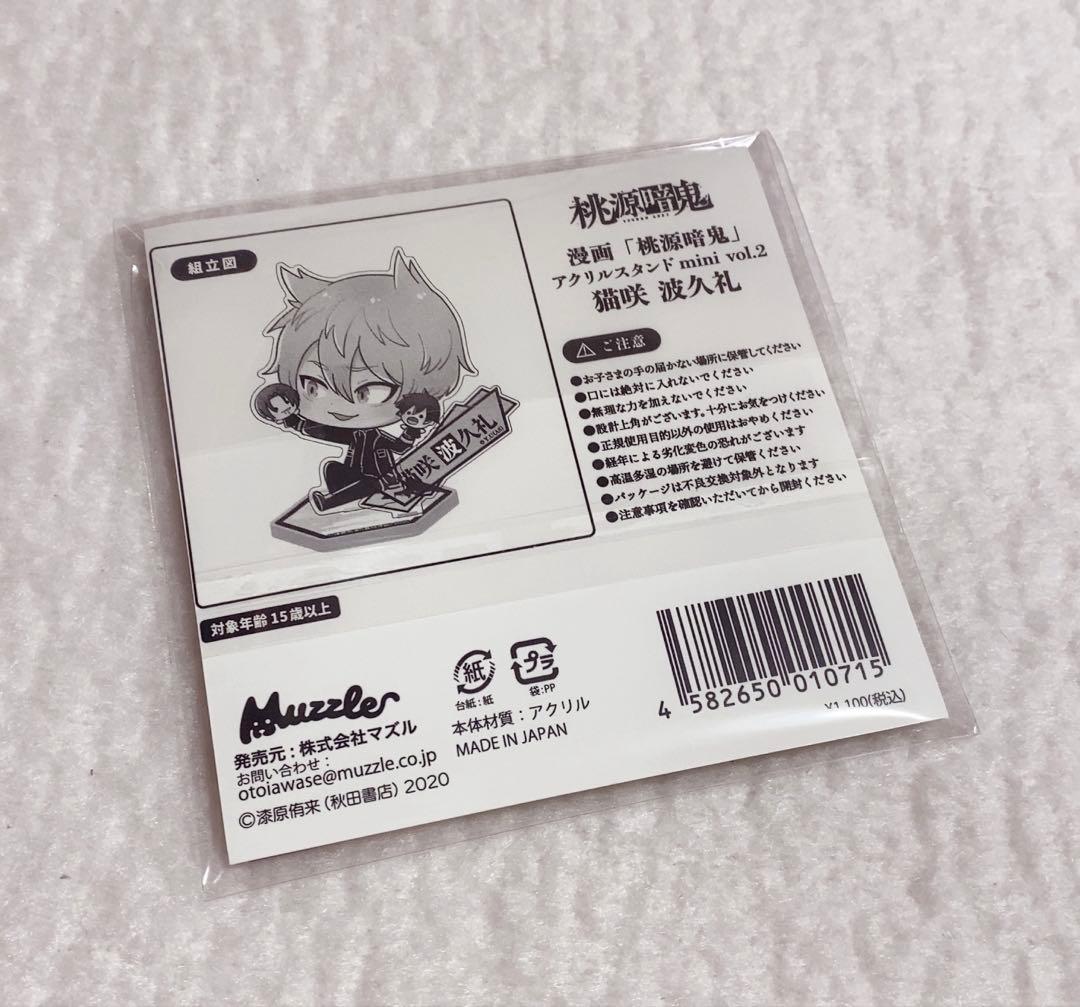 組立図
猫咲 波久礼
対象年齢15歳以上
桃源暗鬼
漫画「桃源暗鬼」
アクリルスタンド mini vol.2
猫咲 波久礼
ご注意
●お子さまの手の届かない場所に保管してください
●口には絶対に入れないでください
●無理な力を加えないでください
●設計上角がございます。十分にお気をつけください
●正規使用目的以外の使用はおやめください
●経年による劣化変色の恐れがございます
●高温多湿の場所を避けて保管ください
●パッケージは不良交換対象外となります
●注意事項を確認いただいてから開封ください
Muzzle
発売元:株式会社マズル
お問い合わせ:
otoiawase@muzzle.co.jp
©漆原侑来(秋田書店)2020
紙
台紙:紙
プラ
袋:PP
本体材質:アクリル
MADE IN JAPAN
4 582650 010715
¥1,100(税込)